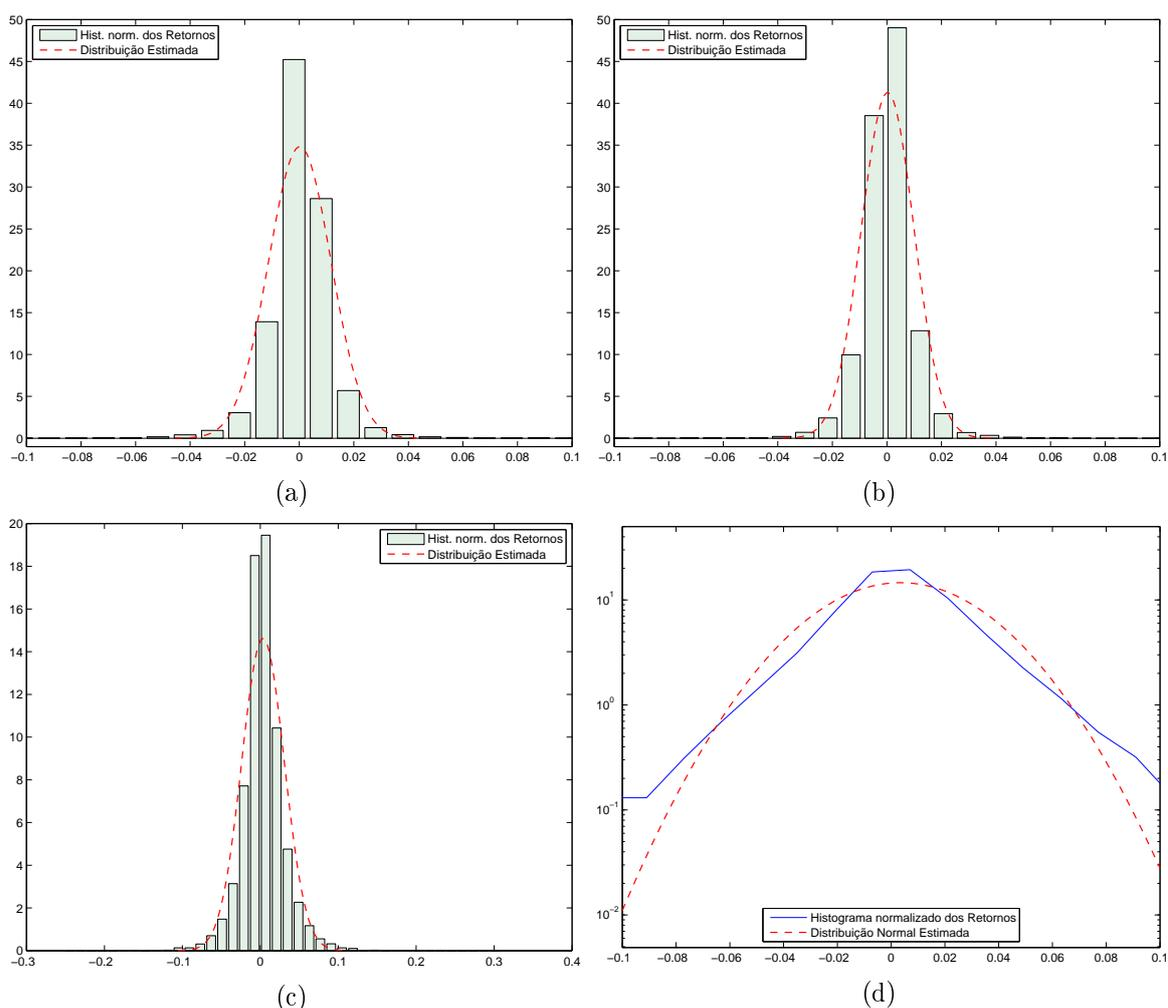 50
45
40
35
30
25
20
15
10
5
0
−0.1 −0.08 −0.06 −0.04 −0.02 0 0.02 0.04 0.06 0.08 0.1
Hist. norm. dos Retornos
Distribuição Estimada
(a)
50
45
40
35
30
25
20
15
10
5
0
−0.1 −0.08 −0.06 −0.04 −0.02 0 0.02 0.04 0.06 0.08 0.1
Hist. norm. dos Retornos
Distribuição Estimada
(b)
20
18
16
14
12
10
8
6
4
2
0
−0.3 −0.2 −0.1 0 0.1 0.2 0.3 0.4
Hist. norm. dos Retornos
Distribuição Estimada
(c)
10^1
10^0
10^−1
10^−2
−0.1 −0.08 −0.06 −0.04 −0.02 0 0.02 0.04 0.06 0.08 0.1
Histograma normalizado dos Retornos
Distribuição Normal Estimada
(d)